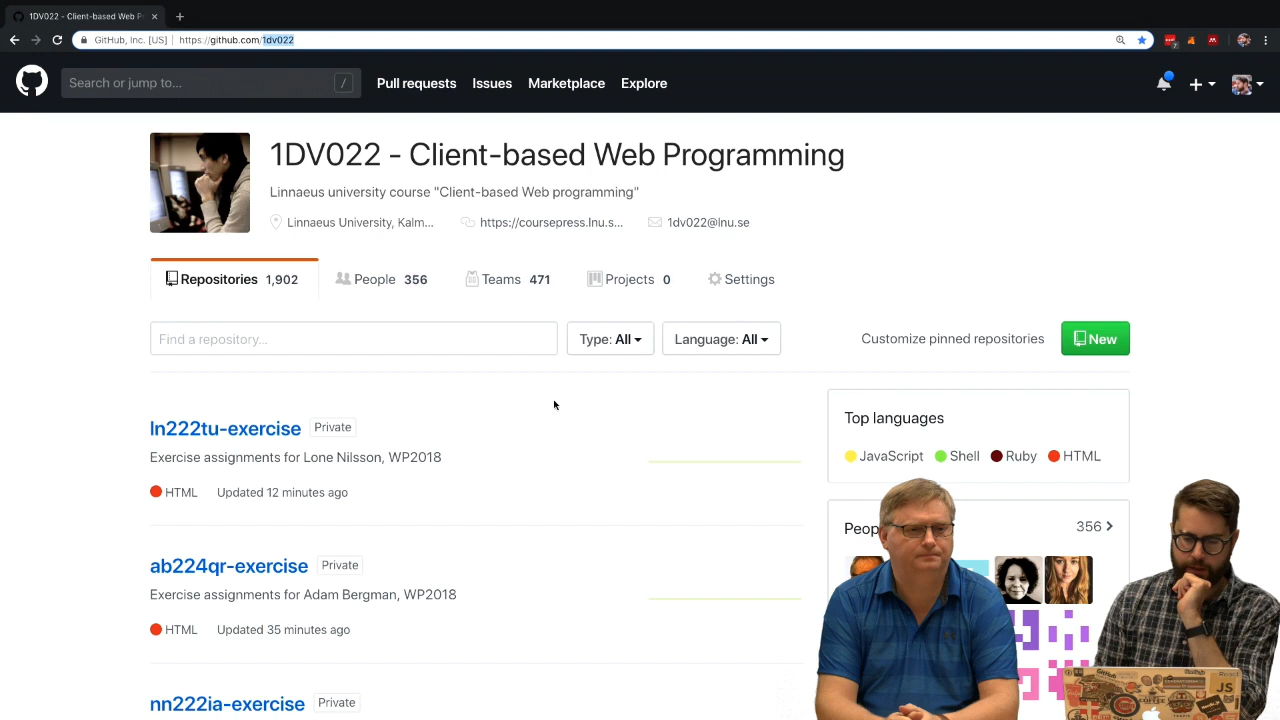 1DV022 - Client-based Web P
GitHub, Inc. [US] https://github.com/1dv022
Search or jump to... / Pull requests Issues Marketplace Explore
1DV022 - Client-based Web Programming
Linnaeus university course "Client-based Web programming"
Linnaeus University, Kalm... https://coursepress.lnu.s... 1dv022@lnu.se
Repositories 1,902 People 356 Teams 471 Projects 0 Settings
Find a repository... Type: All Language: All Customize pinned repositories New
ln222tu-exercise Private
Exercise assignments for Lone Nilsson, WP2018
HTML Updated 12 minutes ago
ab224qr-exercise Private
Exercise assignments for Adam Bergman, WP2018
HTML Updated 35 minutes ago
nn222ia-exercise Private
Top languages
JavaScript Shell Ruby HTML
Peop 356
JS